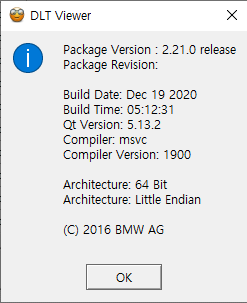 DLT Viewer
Package Version : 2.21.0 release
Package Revision:
Build Date: Dec 19 2020
Build Time: 05:12:31
Qt Version: 5.13.2
Compiler: msvc
Compiler Version: 1900
Architecture: 64 Bit
Architecture: Little Endian
(C) 2016 BMW AG
OK